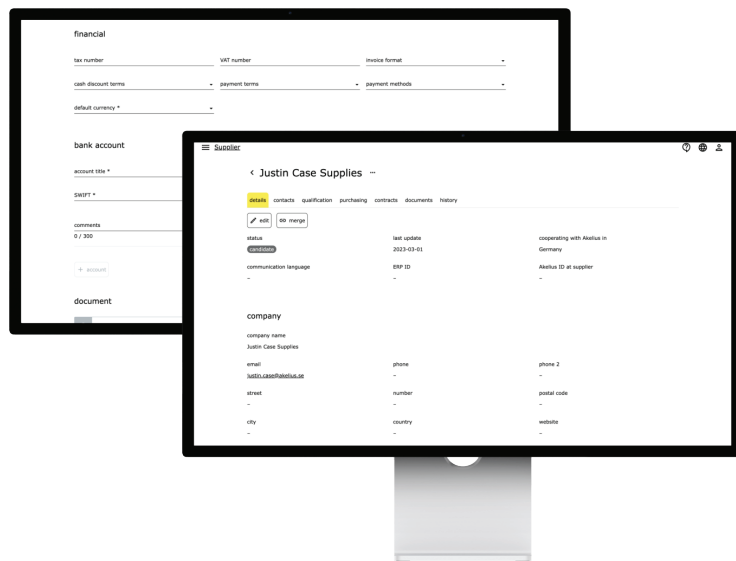 financial
tax number VAT number invoice format
cash discount terms payment terms payment methods
default currency *
bank account
account title *
SWIFT *
comments
0 / 300
+ account
document
Supplier
< Justin Case Supplies ...
details contacts qualification purchasing contracts documents history
edit merge
status last update cooperating with Akelius in
candidate 2023-03-01 Germany
communication language ERP ID Akelius ID at supplier
– – –
company
company name
Justin Case Supplies
email phone phone 2
justin.case@akelius.se – –
street number postal code
– – –
city country website
– – –